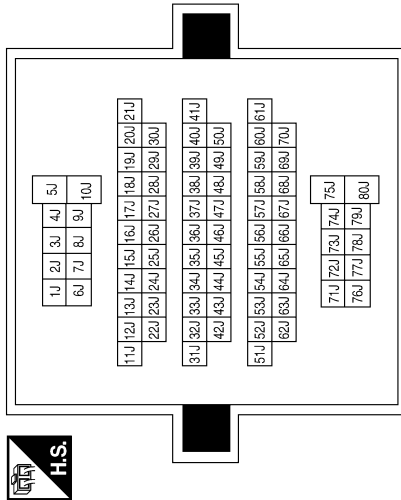 1J 2J 3J 4J 5J
6J 7J 8J 9J 10J
11J 12J 13J 14J 15J 16J 17J 18J 19J 20J 21J
22J 23J 24J 25J 26J 27J 28J 29J 30J
31J 32J 33J 34J 35J 36J 37J 38J 39J 40J 41J
42J 43J 44J 45J 46J 47J 48J 49J 50J
51J 52J 53J 54J 55J 56J 57J 58J 59J 60J 61J
62J 63J 64J 65J 66J 67J 68J 69J 70J
71J 72J 73J 74J 75J
76J 77J 78J 79J 80J
H.S.